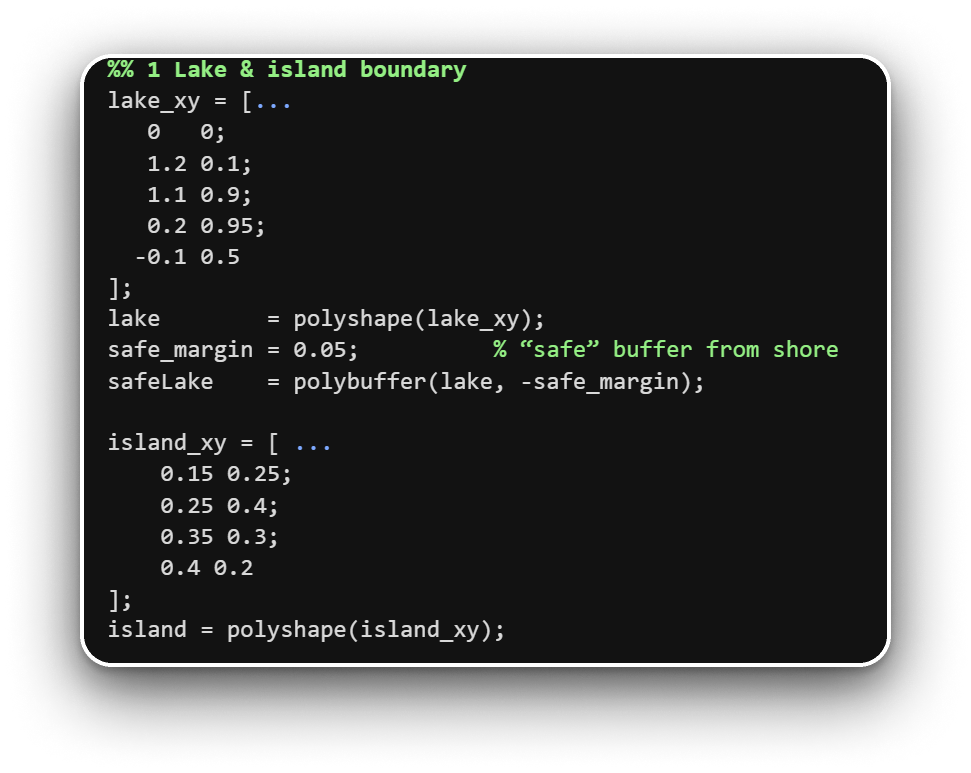 %% 1 Lake & island boundary
lake_xy = [...
0   0;
1.2 0.1;
1.1 0.9;
0.2 0.95;
-0.1 0.5
];
lake        = polyshape(lake_xy);
safe_margin = 0.05;          % “safe” buffer from shore
safeLake    = polybuffer(lake, -safe_margin);
island_xy = [ ...
0.15 0.25;
0.25 0.4;
0.35 0.3;
0.4 0.2
];
island = polyshape(island_xy);